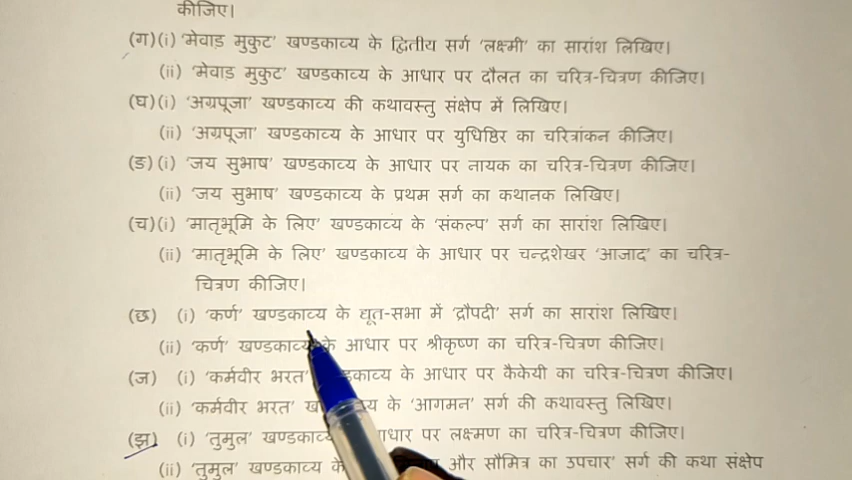 कीजिए।
(ग)(i) 'मेवाड़ मुकुट' खण्डकाव्य के द्वितीय सर्ग 'लक्ष्मी' का सारांश लिखिए।
(ii) 'मेवाड़ मुकुट' खण्डकाव्य के आधार पर दौलत का चरित्र-चित्रण कीजिए।
(घ)(i) 'अग्रपूजा' खण्डकाव्य की कथावस्तु संक्षेप में लिखिए।
(ii) 'अग्रपूजा' खण्डकाव्य के आधार पर युधिष्ठिर का चरित्रांकन कीजिए।
(ङ)(i) 'जय सुभाष' खण्डकाव्य के आधार पर नायक का चरित्र-चित्रण कीजिए।
(ii) 'जय सुभाष' खण्डकाव्य के प्रथम सर्ग का कथानक लिखिए।
(च)(i) 'मातृभूमि के लिए' खण्डकाव्य के 'संकल्प' सर्ग का सारांश लिखिए।
(ii) 'मातृभूमि के लिए' खण्डकाव्य के आधार पर चन्द्रशेखर 'आजाद' का चरित्र-
चित्रण कीजिए।
(छ) (i) 'कर्ण' खण्डकाव्य के द्यूत-सभा में 'द्रौपदी' सर्ग का सारांश लिखिए।
(ii) 'कर्ण' खण्डकाव्य के आधार पर श्रीकृष्ण का चरित्र-चित्रण कीजिए।
(ज) (i) 'कर्मवीर भरत' के आधार पर कैकेयी का चरित्र-चित्रण कीजिए।
(ii) 'कर्मवीर भरत' के 'आगमन' सर्ग की कथावस्तु लिखिए।
(झ) (i) 'तुमुल' खण्डकाव्य पर लक्ष्मण का चरित्र-चित्रण कीजिए।
(ii) 'तुमुल' खण्डकाव्य के और सौमित्र का उपचार' सर्ग की कथा संक्षेप